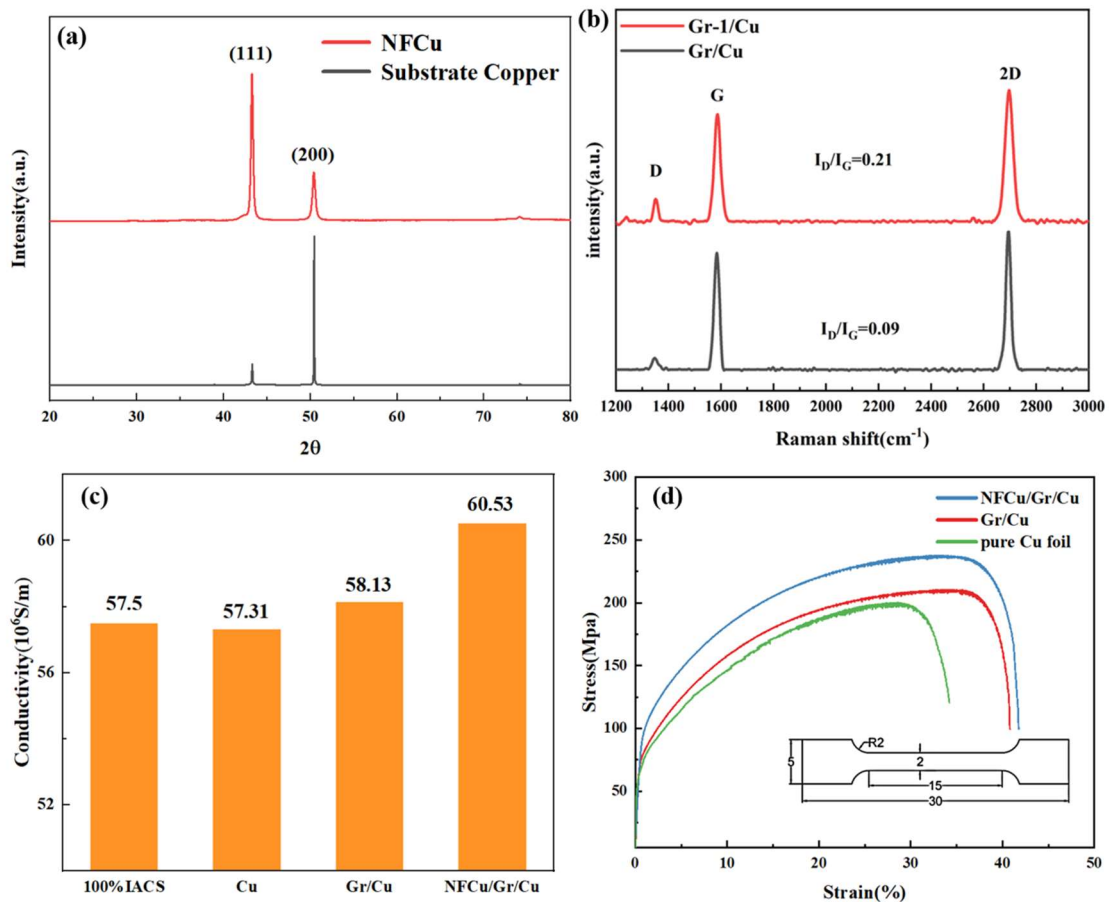 (a)
NFCu
Substrate Copper
(111)
(200)
Intensity(a.u.)
20 30 40 50 60 70 80
2θ
(b)
Gr-1/Cu
Gr/Cu
D
G
2D
I_D/I_G=0.21
I_D/I_G=0.09
intensity(a.u.)
1200 1400 1600 1800 2000 2200 2400 2600 2800 3000
Raman shift(cm⁻¹)
(c)
60.53
57.5
57.31
58.13
60
56
52
Conductivity(10⁶S/m)
100%IACS Cu Gr/Cu NFCu/Gr/Cu
(d)
NFCu/Gr/Cu
Gr/Cu
pure Cu foil
300
250
200
150
100
50
0
Stress(Mpa)
R2
5
2
15
30
0 10 20 30 40 50
Strain(%)